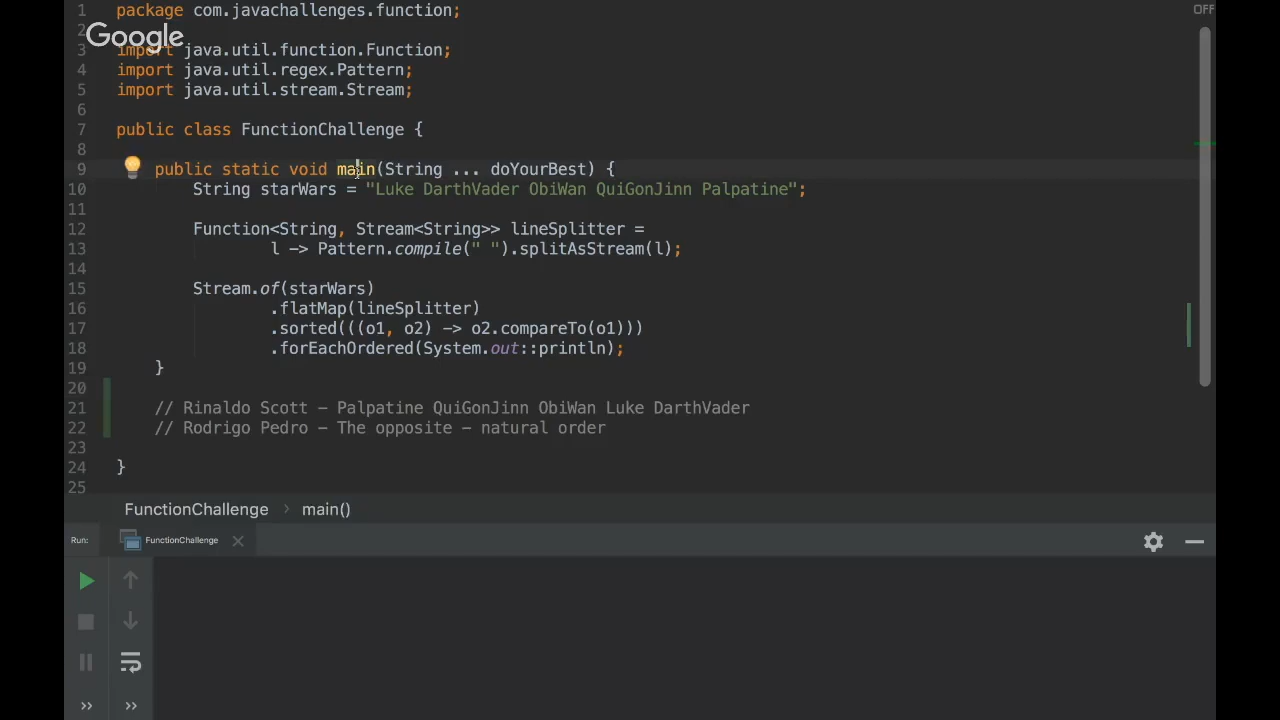 OFF
Google
1 package com.javachallenges.function;
2
3 import java.util.function.Function;
4 import java.util.regex.Pattern;
5 import java.util.stream.Stream;
6
7 public class FunctionChallenge {
8
9 public static void main(String ... doYourBest) {
10 String starWars = "Luke DarthVader ObiWan QuiGonJinn Palpatine";
11
12 Function<String, Stream<String>> lineSplitter =
13 l -> Pattern.compile(" ").splitAsStream(l);
14
15 Stream.of(starWars)
16 .flatMap(lineSplitter)
17 .sorted(((o1, o2) -> o2.compareTo(o1)))
18 .forEachOrdered(System.out::println);
19 }
20
21 // Rinaldo Scott - Palpatine QuiGonJinn ObiWan Luke DarthVader
22 // Rodrigo Pedro - The opposite - natural order
23
24 }
25
FunctionChallenge › main()
Run: FunctionChallenge